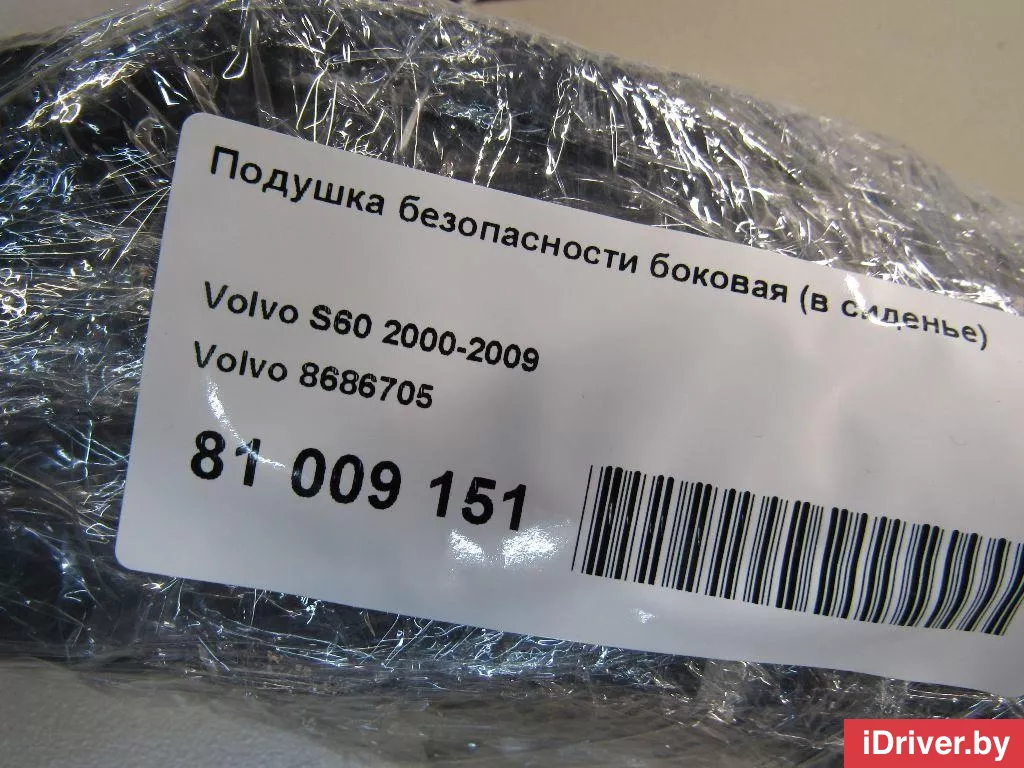 Подушка безопасности боковая (в сиденье)
Volvo S60 2000-2009
Volvo 8686705
81 009 151
iDriver.by